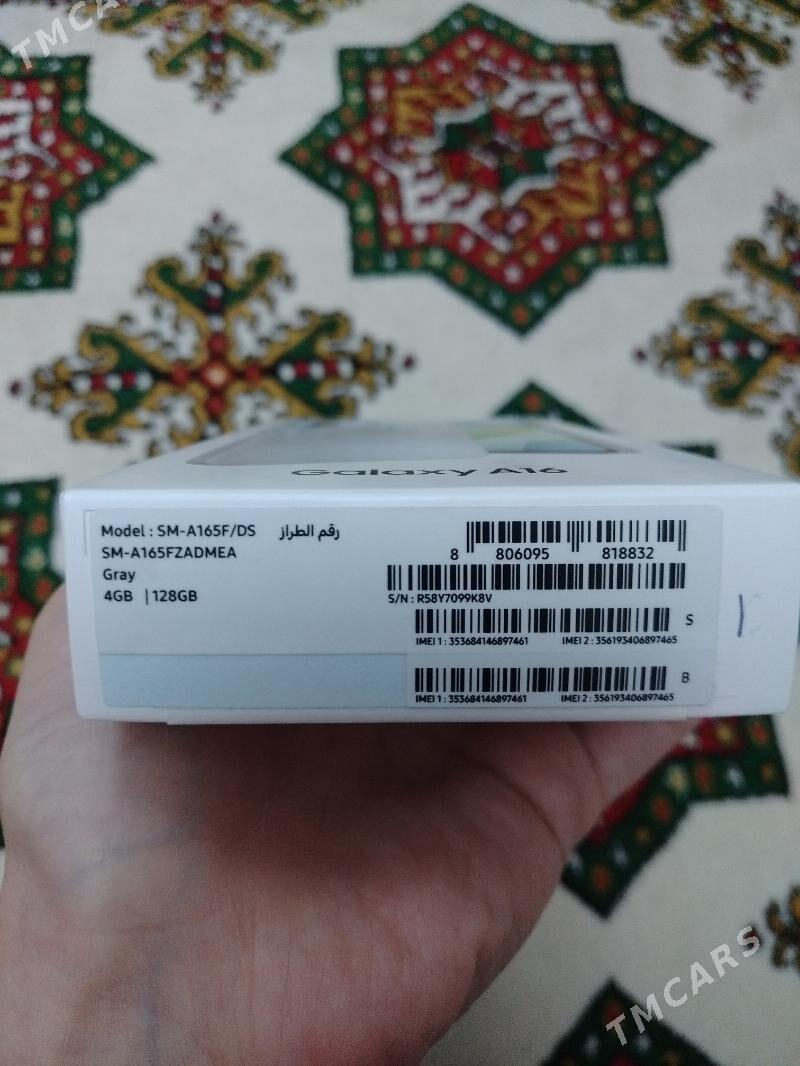 TMCARS
Galaxy A16
Model : SM-A165F/DS رقم الطراز
SM-A165FZADMEA
Gray
4GB | 128GB
8 806095 818832
S/N : R58Y7099K8V
S
IMEI 1 : 353684146897461 IMEI 2 : 356193406897465
B
IMEI 1 : 353684146897461 IMEI 2 : 356193406897465
TMCARS